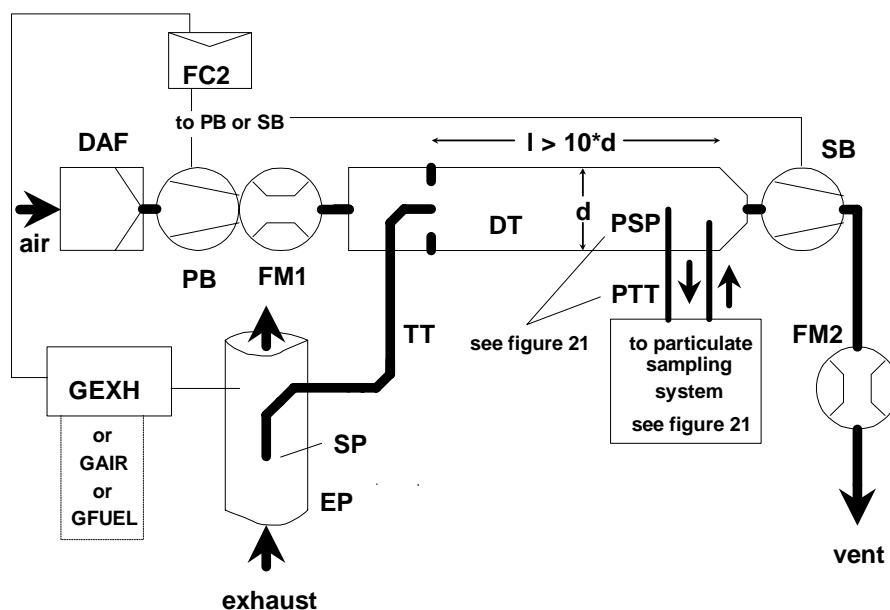 FC2
to PB or SB
DAF
l > 10*d
SB
air
d
DT
PSP
PB
FM1
PTT
TT
see figure 21
FM2
to particulate
sampling
system
see figure 21
GEXH
or
GAIR
or
GFUEL
SP
EP
vent
exhaust